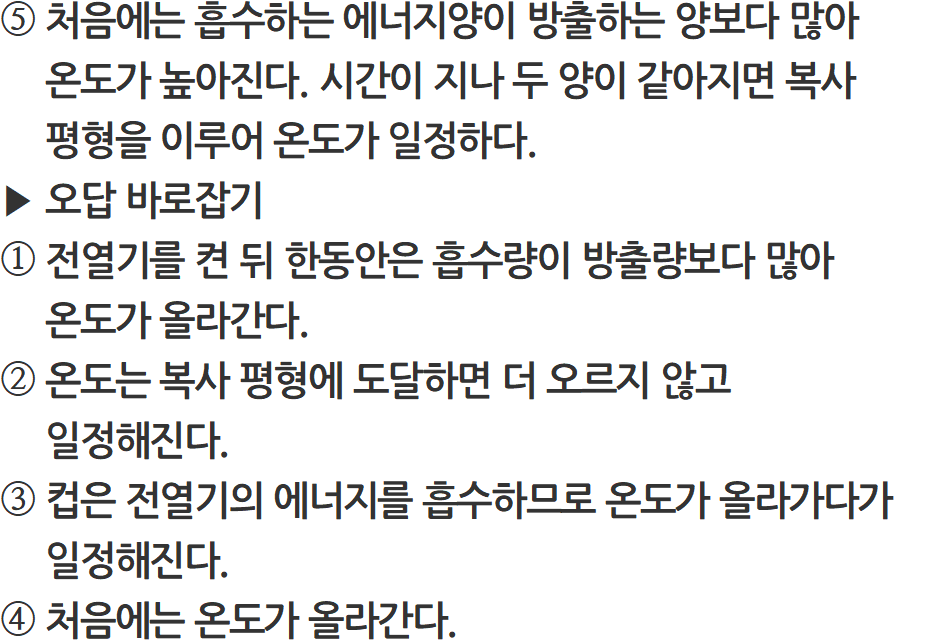 ⑤ 처음에는 흡수하는 에너지양이 방출하는 양보다 많아
온도가 높아진다. 시간이 지나 두 양이 같아지면 복사
평형을 이루어 온도가 일정하다.
▶ 오답 바로잡기
① 전열기를 켠 뒤 한동안은 흡수량이 방출량보다 많아
온도가 올라간다.
② 온도는 복사 평형에 도달하면 더 오르지 않고
일정해진다.
③ 컵은 전열기의 에너지를 흡수하므로 온도가 올라가다가
일정해진다.
④ 처음에는 온도가 올라간다.